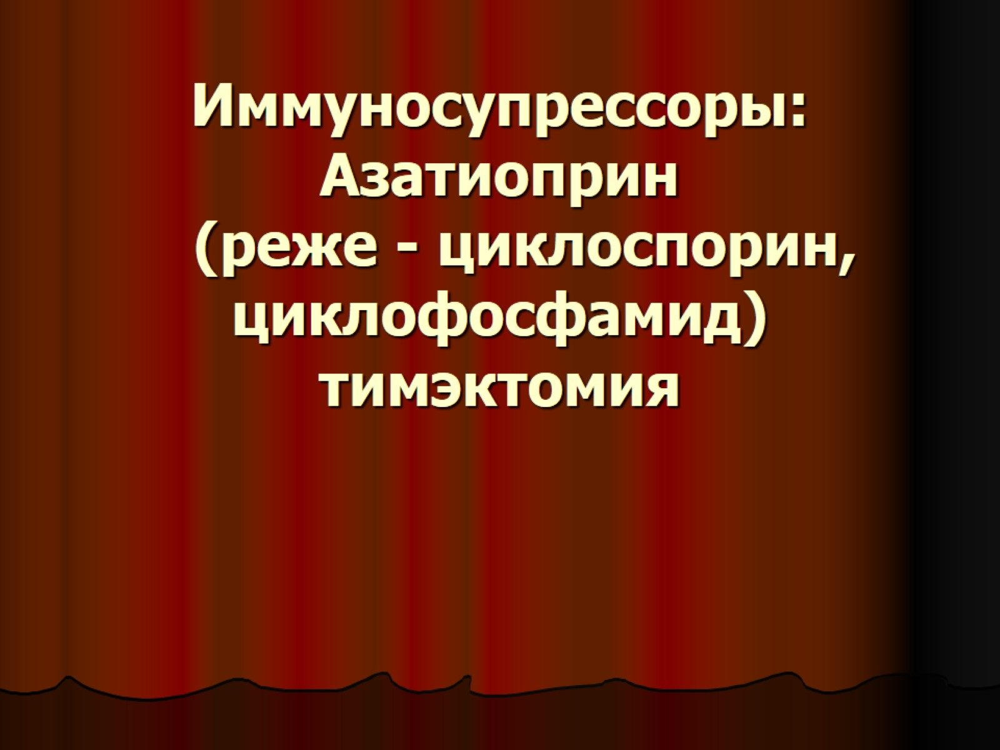 Иммуносупрессоры:
Азатиоприн
(реже - циклоспорин,
циклофосфамид)
тимэктомия